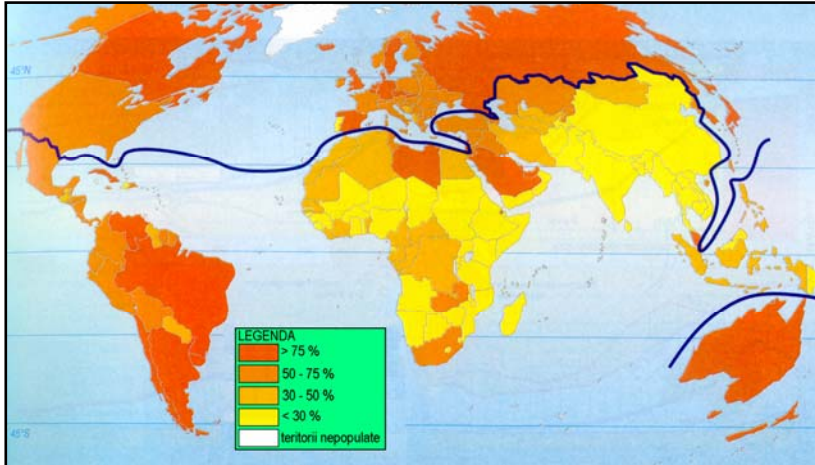 45°N
LEGENDA
> 75 %
50 - 75 %
30 - 50 %
< 30 %
teritorii nepopulate
45°S